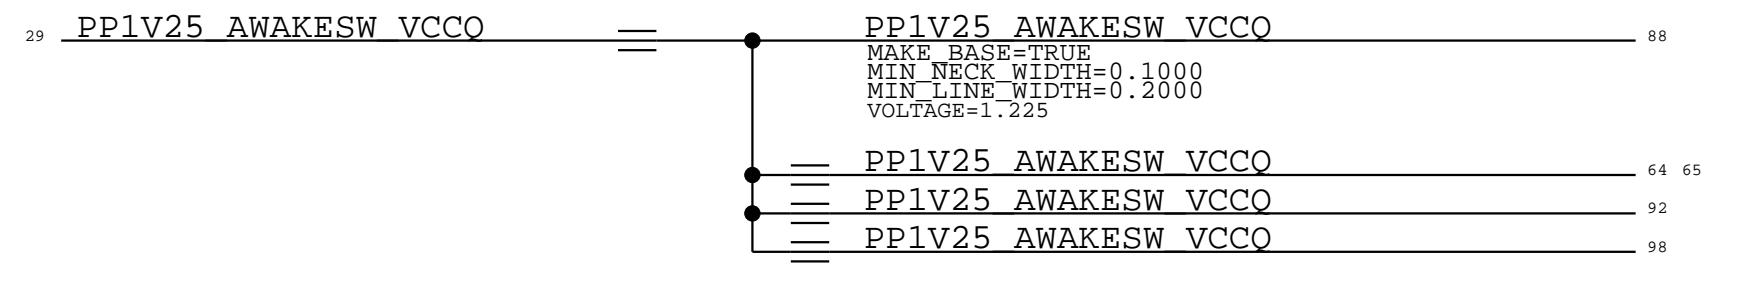 29 PP1V25_AWAKESW_VCCQ PP1V25_AWAKESW_VCCQ 88
MAKE_BASE=TRUE
MIN_NECK_WIDTH=0.1000
MIN_LINE_WIDTH=0.2000
VOLTAGE=1.225
PP1V25_AWAKESW_VCCQ 64 65
PP1V25_AWAKESW_VCCQ 92
PP1V25_AWAKESW_VCCQ 98